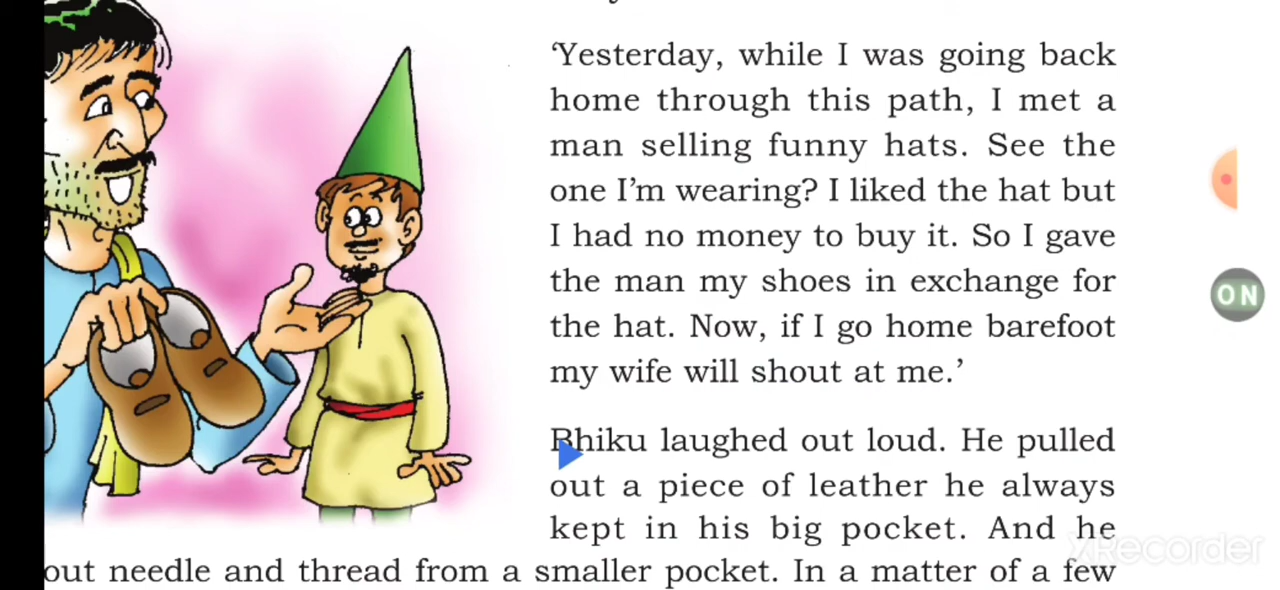 ‘Yesterday, while I was going back
home through this path, I met a
man selling funny hats. See the
one I’m wearing? I liked the hat but
I had no money to buy it. So I gave
the man my shoes in exchange for
the hat. Now, if I go home barefoot
my wife will shout at me.’
Bhiku laughed out loud. He pulled
out a piece of leather he always
kept in his big pocket. And he
out needle and thread from a smaller pocket. In a matter of a few
ON
XRecorder